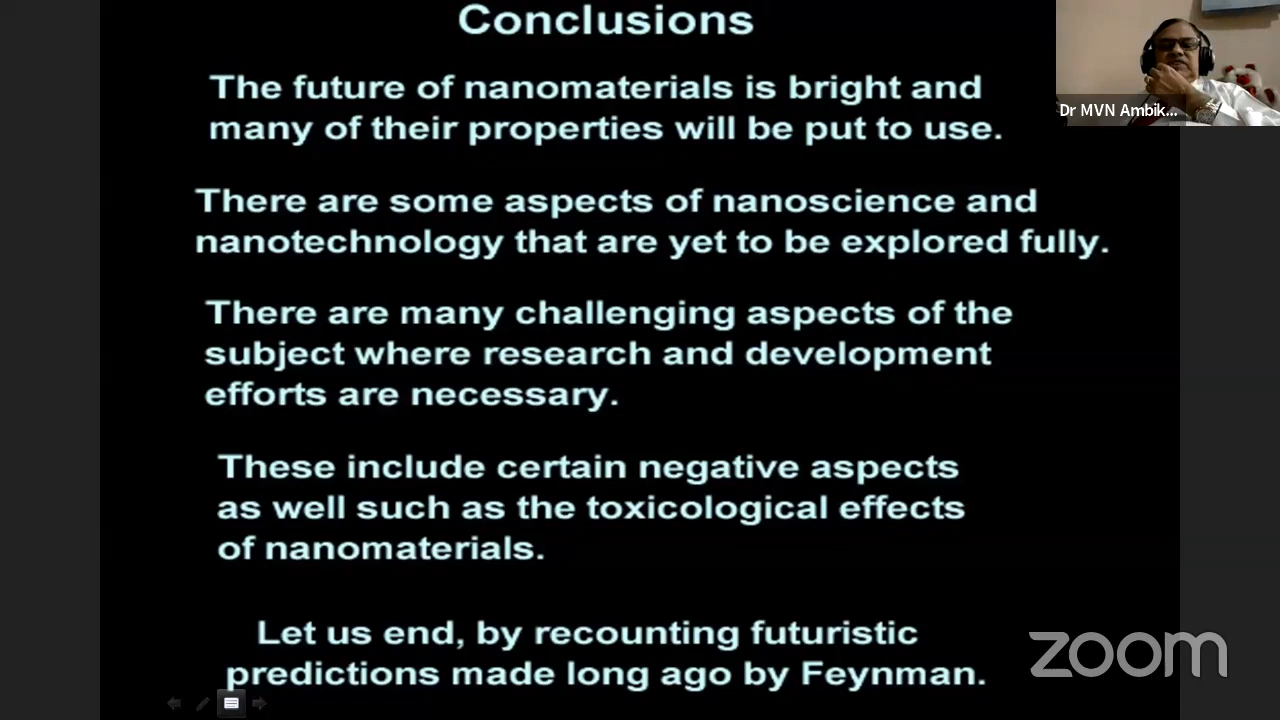 Conclusions
The future of nanomaterials is bright and
many of their properties will be put to use.
There are some aspects of nanoscience and
nanotechnology that are yet to be explored fully.
There are many challenging aspects of the
subject where research and development
efforts are necessary.
These include certain negative aspects
as well such as the toxicological effects
of nanomaterials.
Let us end, by recounting futuristic
predictions made long ago by Feynman.
Dr MVN Ambik...
zoom